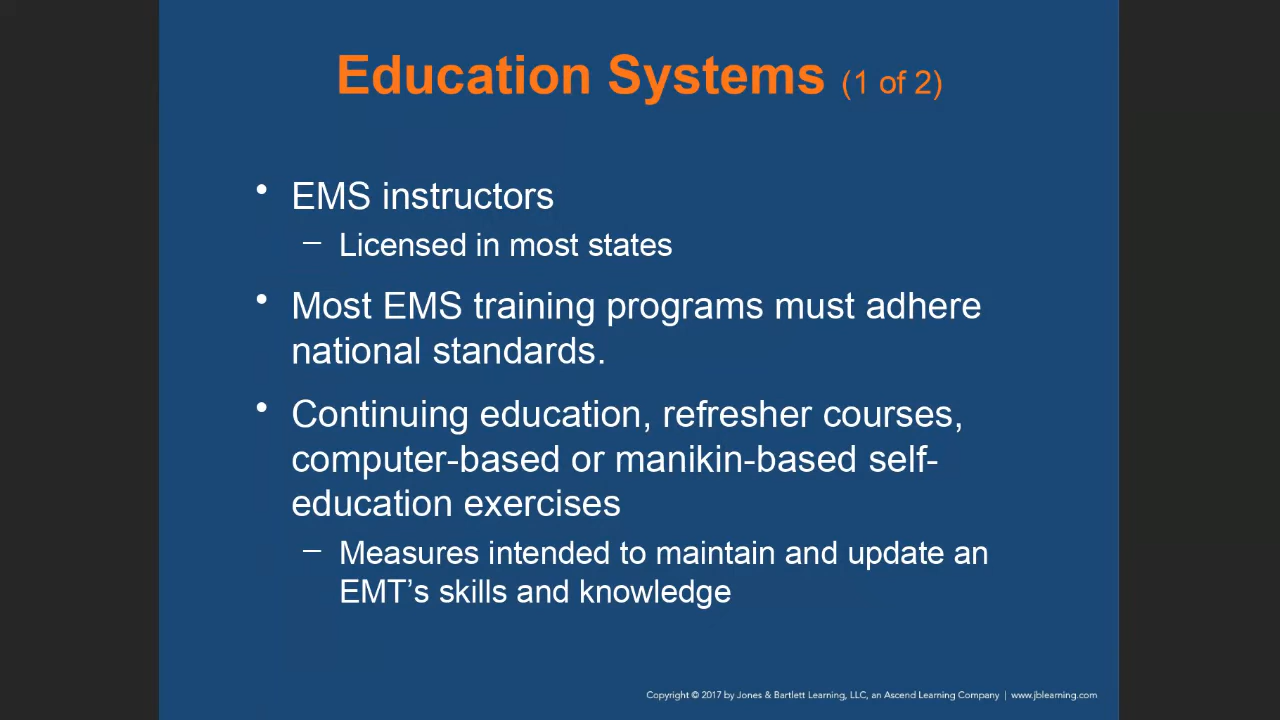 Education Systems (1 of 2)
• EMS instructors
– Licensed in most states
• Most EMS training programs must adhere
national standards.
• Continuing education, refresher courses,
computer-based or manikin-based self-
education exercises
– Measures intended to maintain and update an
EMT’s skills and knowledge
Copyright © 2017 by Jones & Bartlett Learning, LLC, an Ascend Learning Company | www.jblearning.com